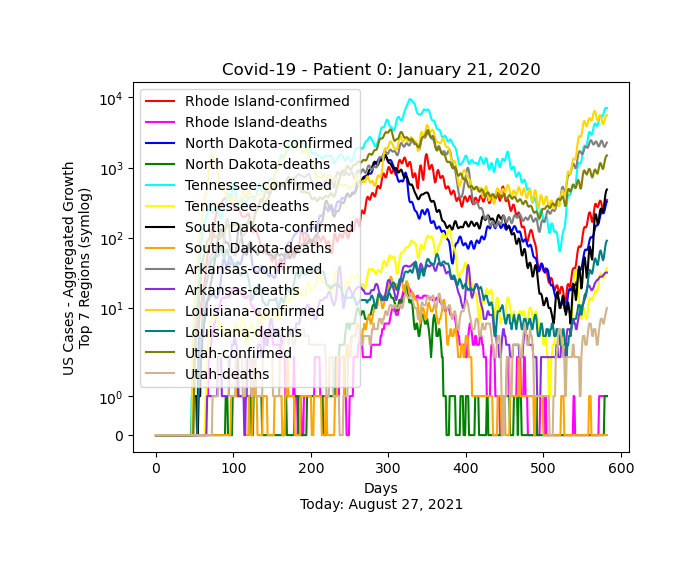 Covid-19 - Patient 0: January 21, 2020
US Cases - Aggregated Growth
Top 7 Regions (symlog)
10⁴
10³
10²
10¹
10⁰
0
Rhode Island-confirmed
Rhode Island-deaths
North Dakota-confirmed
North Dakota-deaths
Tennessee-confirmed
Tennessee-deaths
South Dakota-confirmed
South Dakota-deaths
Arkansas-confirmed
Arkansas-deaths
Louisiana-confirmed
Louisiana-deaths
Utah-confirmed
Utah-deaths
0 100 200 300 400 500 600
Days
Today: August 27, 2021